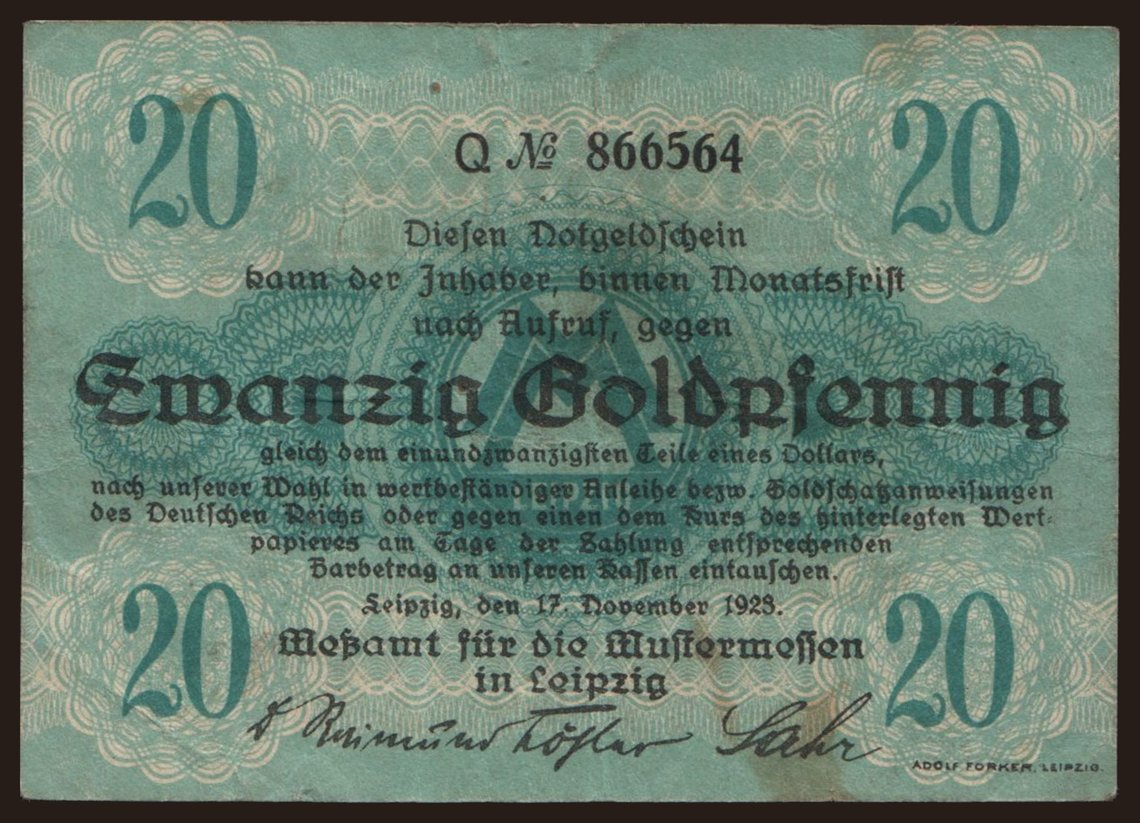 20 20
Q № 866564
Diesen Notgeldschein
kann der Inhaber, binnen Monatsfrist
nach Aufruf, gegen
Zwanzig Goldpfennig
gleich dem einundzwanzigsten Teile eines Dollars,
nach unserer Wahl in wertbeständiger Anleihe bezw. Goldschatzanweisungen
des Deutschen Reichs oder gegen einen dem Kurs des hinterlegten Wert-
papieres am Tage der Zahlung entsprechenden
Barbetrag an unseren Kassen eintauschen.
Leipzig, den 17. November 1923.
20 20
Meßamt für die Mustermessen
in Leipzig
Raimund Köhler
ADOLF FORKER, LEIPZIG.